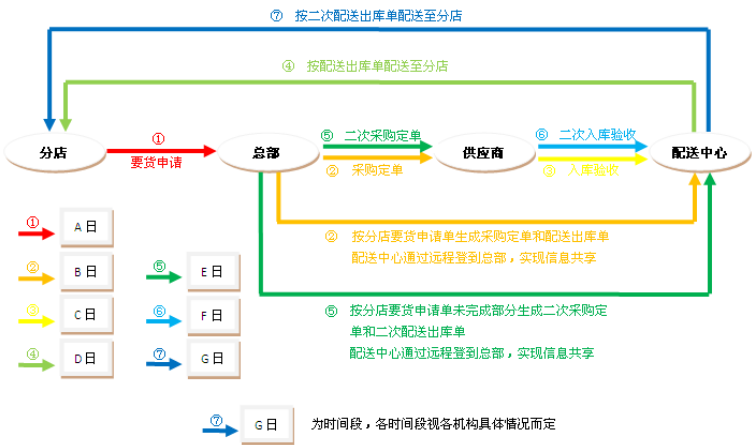 ⑦ 按二次配送出库单配送至分店
④ 按配送出库单配送至分店
① 要货申请
⑤ 二次采购定单
② 采购定单
⑥ 二次入库验收
③ 入库验收
分店
总部
供应商
配送中心
② 按分店要货申请单生成采购定单和配送出库单
配送中心通过远程登到总部,实现信息共享
⑤ 按分店要货申请单未完成部分生成二次采购定
单和二次配送出库单
配送中心通过远程登到总部,实现信息共享
① A日
② B日
③ C日
④ D日
⑤ E日
⑥ F日
⑦ G日
⑦ G日 为时间段,各时间段视各机构具体情况而定